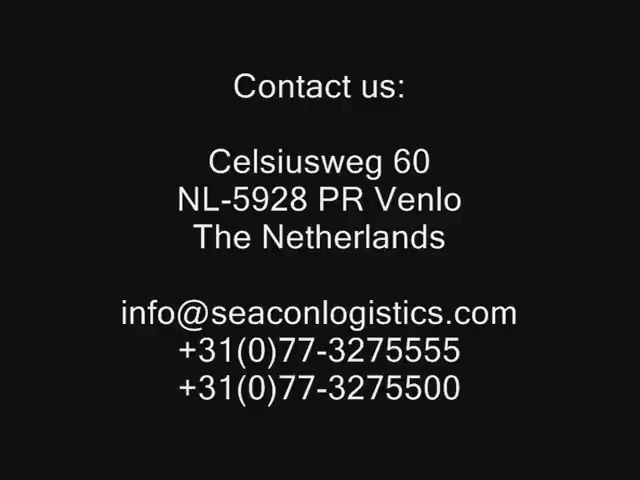 Contact us:
Celsiusweg 60
NL-5928 PR Venlo
The Netherlands
info@seaconlogistics.com
+31(0)77-3275555
+31(0)77-3275500